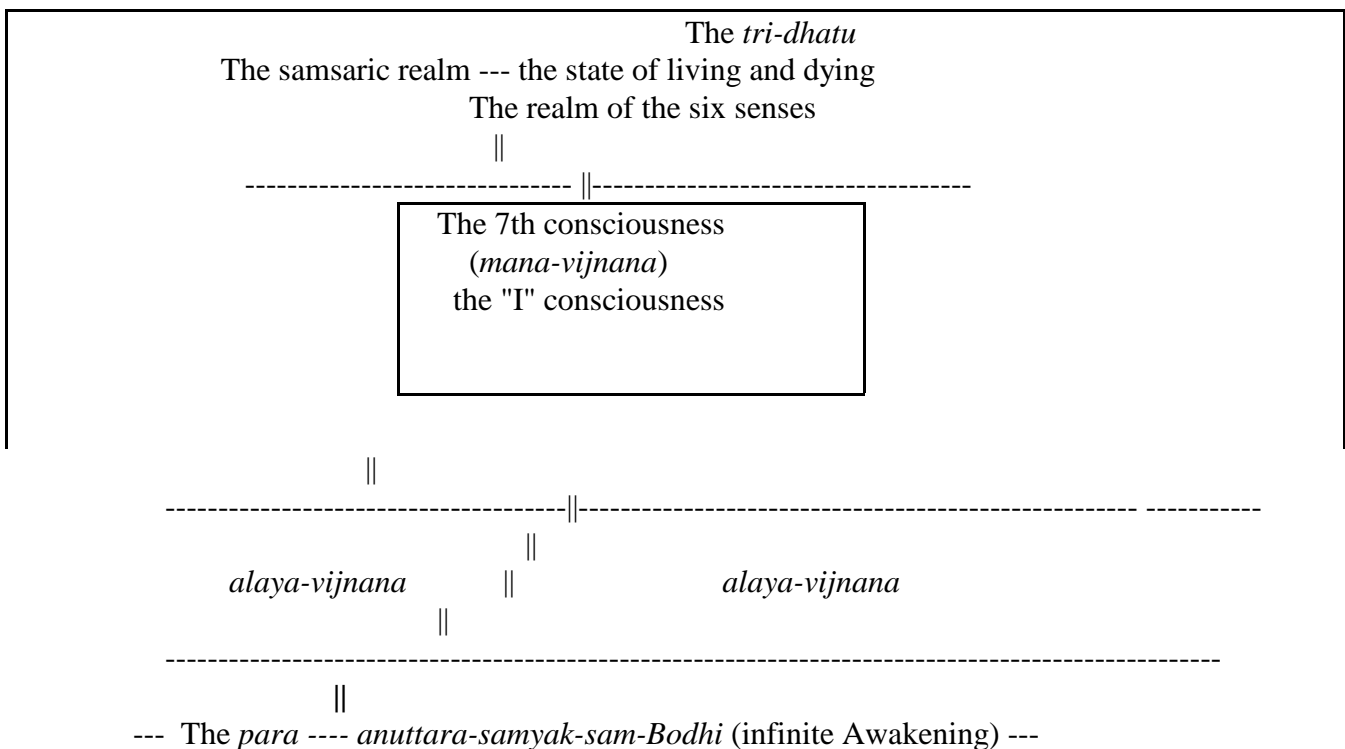 The tri-dhatu
The samsaric realm --- the state of living and dying
The realm of the six senses
||
------------------------------- ||------------------------------------
The 7th consciousness
(mana-vijnana)
the "I" consciousness
||
--------------------------------------||----------------------------------------------------- -----------
||
alaya-vijnana || alaya-vijnana
||
----------------------------------------------------------------------------------------------------
||
--- The para ---- anuttara-samyak-sam-Bodhi (infinite Awakening) ---